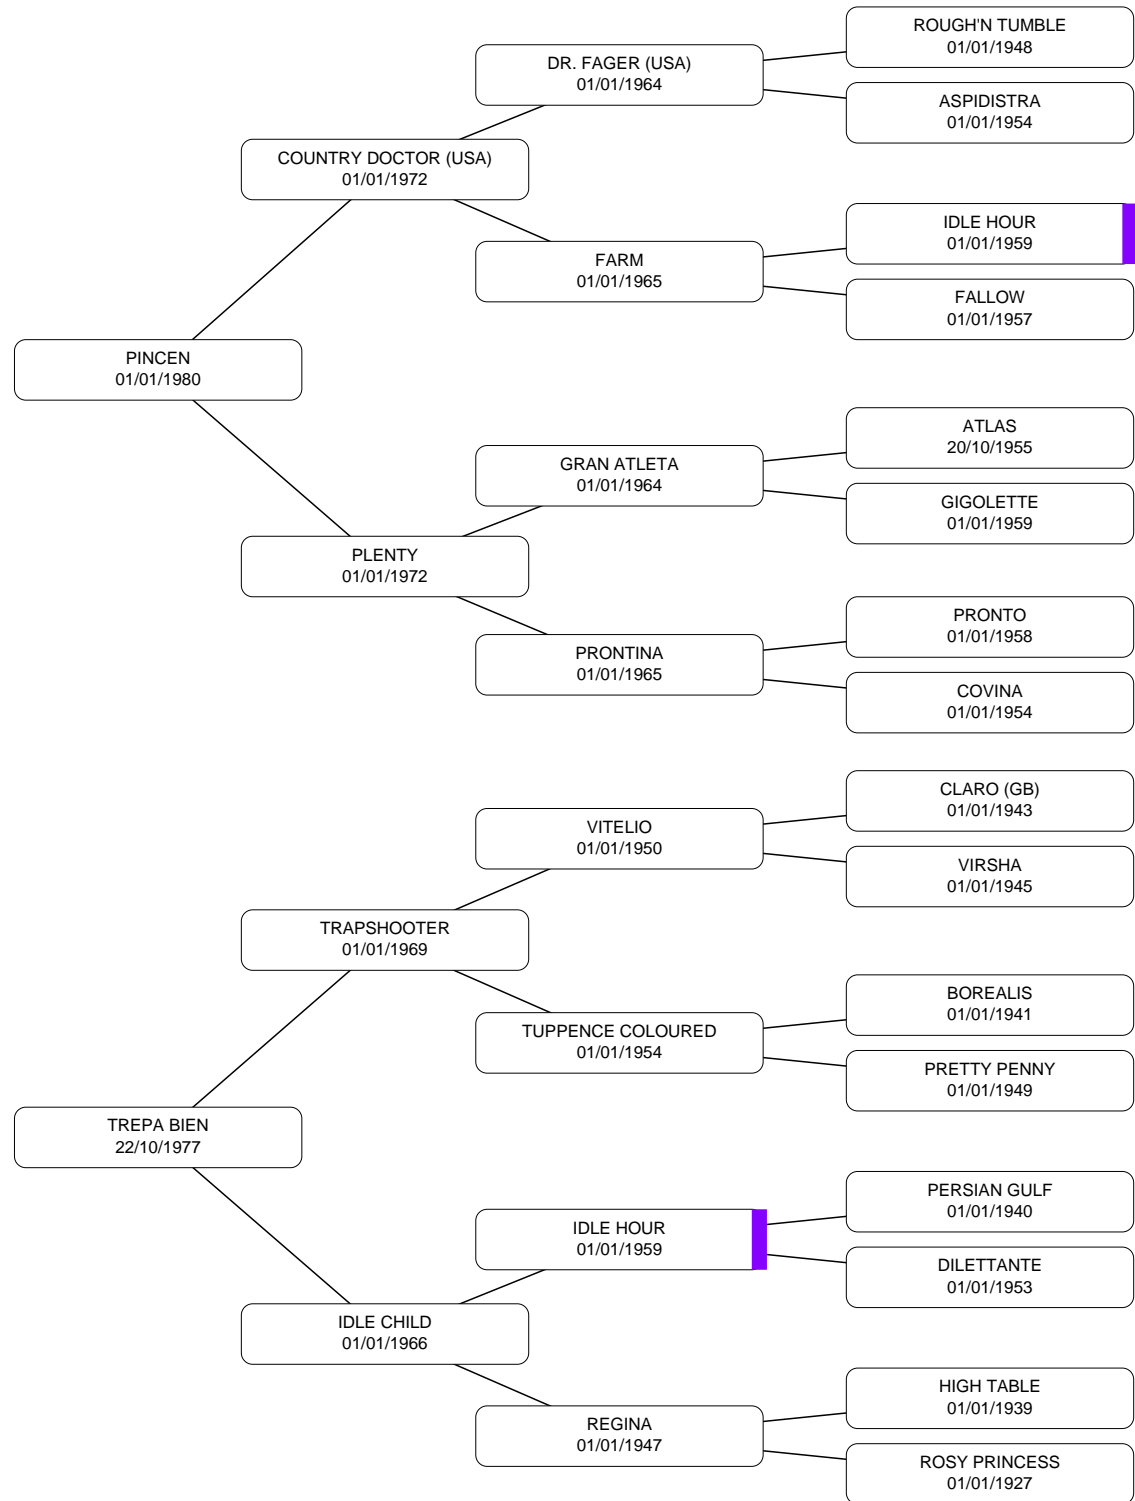 ROUGH'N TUMBLE
01/01/1948
DR. FAGER (USA)
01/01/1964
ASPIDISTRA
01/01/1954
COUNTRY DOCTOR (USA)
01/01/1972
IDLE HOUR
01/01/1959
FARM
01/01/1965
FALLOW
01/01/1957
PINCEN
01/01/1980
ATLAS
20/10/1955
GRAN ATLETA
01/01/1964
GIGOLETTE
01/01/1959
PLENTY
01/01/1972
PRONTO
01/01/1958
PRONTINA
01/01/1965
COVINA
01/01/1954
CLARO (GB)
01/01/1943
VITELIO
01/01/1950
VIRSHA
01/01/1945
TRAPSHOOTER
01/01/1969
BOREALIS
01/01/1941
TUPPENCE COLOURED
01/01/1954
PRETTY PENNY
01/01/1949
TREPA BIEN
22/10/1977
PERSIAN GULF
01/01/1940
IDLE HOUR
01/01/1959
DILETTANTE
01/01/1953
IDLE CHILD
01/01/1966
HIGH TABLE
01/01/1939
REGINA
01/01/1947
ROSY PRINCESS
01/01/1927